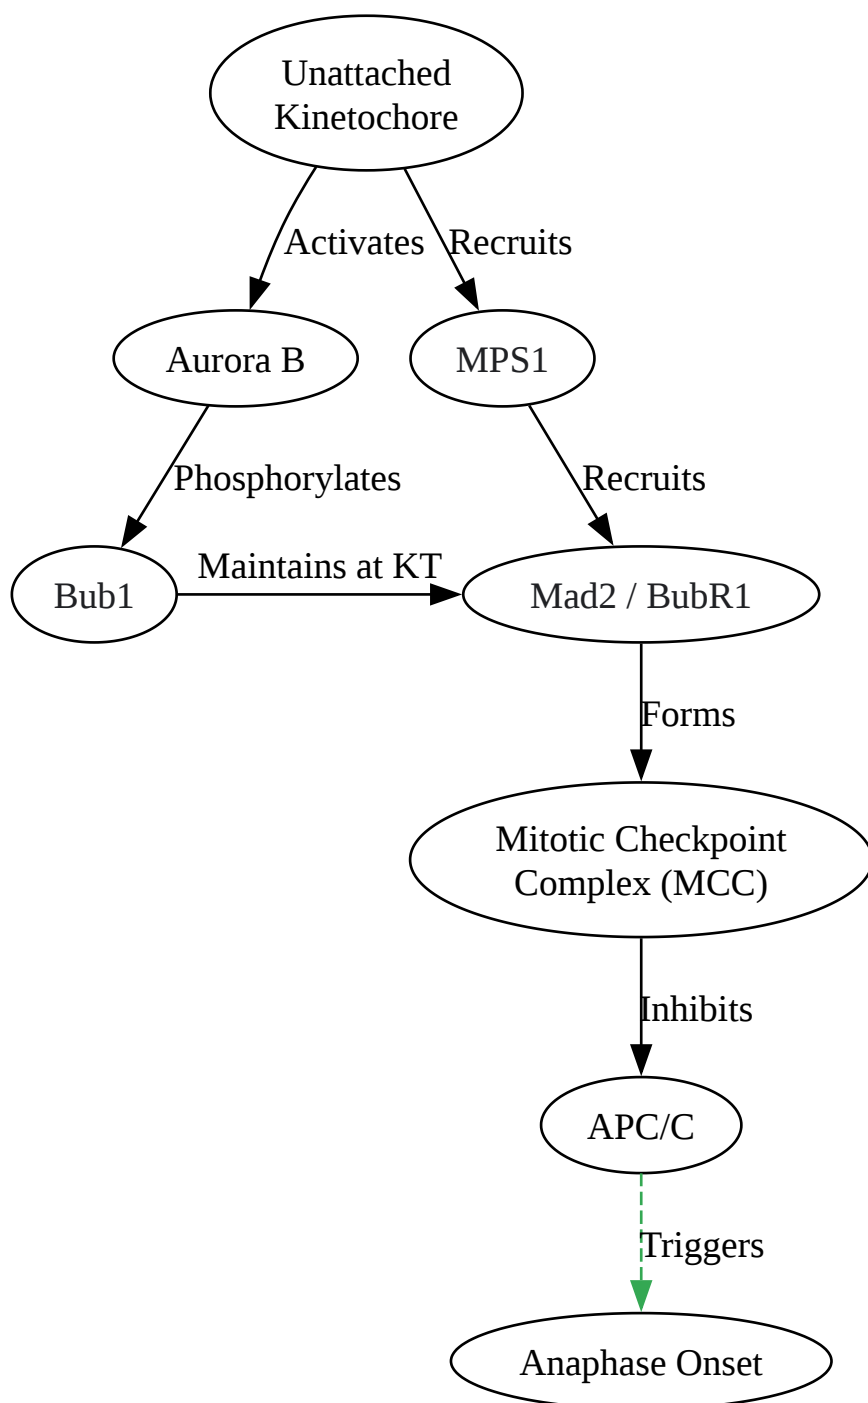 Unattached
Kinetochore
Activates
Recruits
Aurora B
MPS1
Phosphorylates
Recruits
Maintains at KT
Bub1
Mad2 / BubR1
Forms
Mitotic Checkpoint
Complex (MCC)
Inhibits
APC/C
Triggers
Anaphase Onset